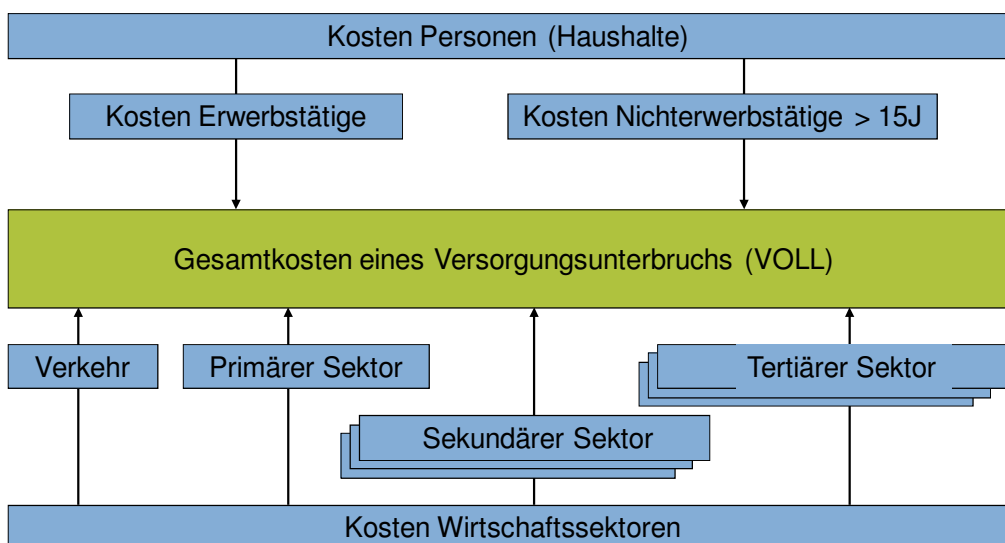 Kosten Personen (Haushalte)
Kosten Erwerbstätige
Kosten Nichterwerbstätige > 15J
Gesamtkosten eines Versorgungsunterbruchs (VOLL)
Verkehr
Primärer Sektor
Tertiärer Sektor
Sekundärer Sektor
Kosten Wirtschaftssektoren